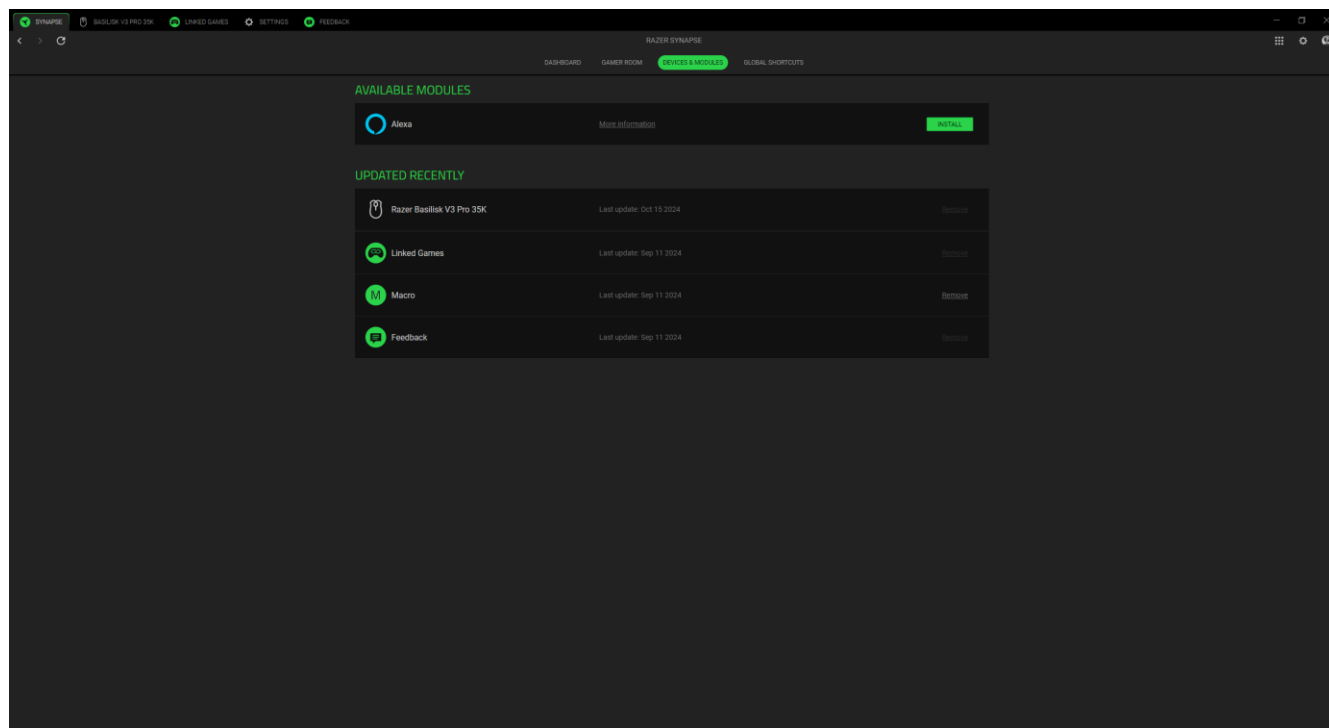 SYNAPSE BASILISK V3 PRO 35K LINKED GAMES SETTINGS FEEDBACK
RAZER SYNAPSE
DASHBOARD GAMER ROOM DEVICES & MODULES GLOBAL SHORTCUTS
AVAILABLE MODULES
Alexa More information INSTALL
UPDATED RECENTLY
Razer Basilisk V3 Pro 35K Last update: Oct 15 2024 Remove
Linked Games Last update: Sep 11 2024 Remove
M Macro Last update: Sep 11 2024 Remove
Feedback Last update: Sep 11 2024 Remove